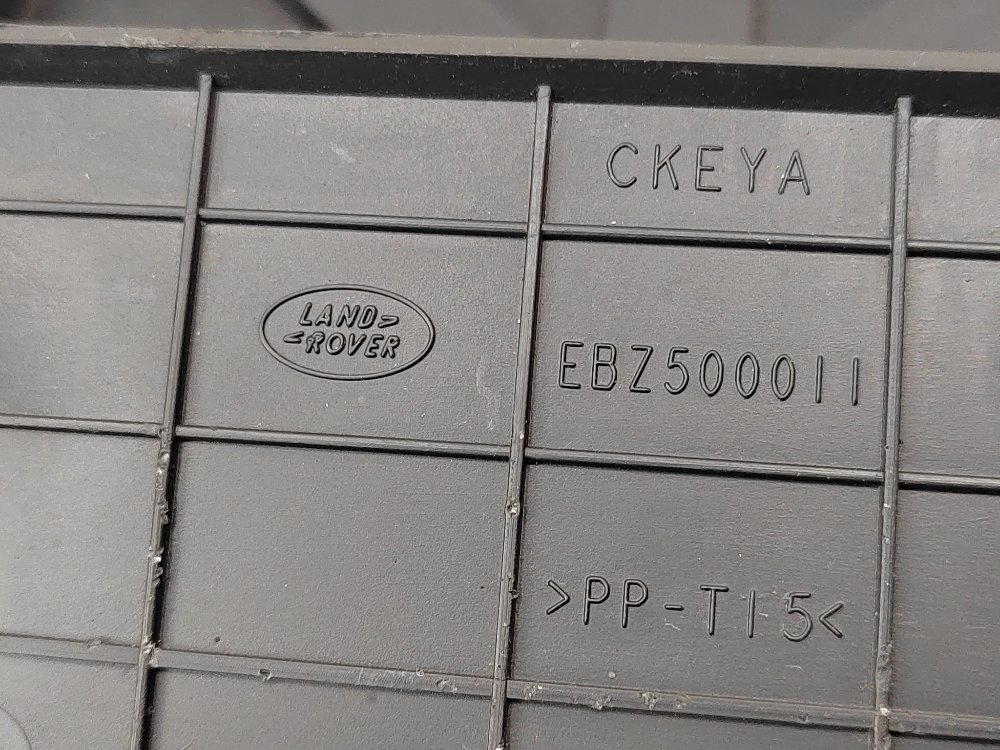 CKEYA
LAND>
<ROVER
EBZ500011
>PP-T15<